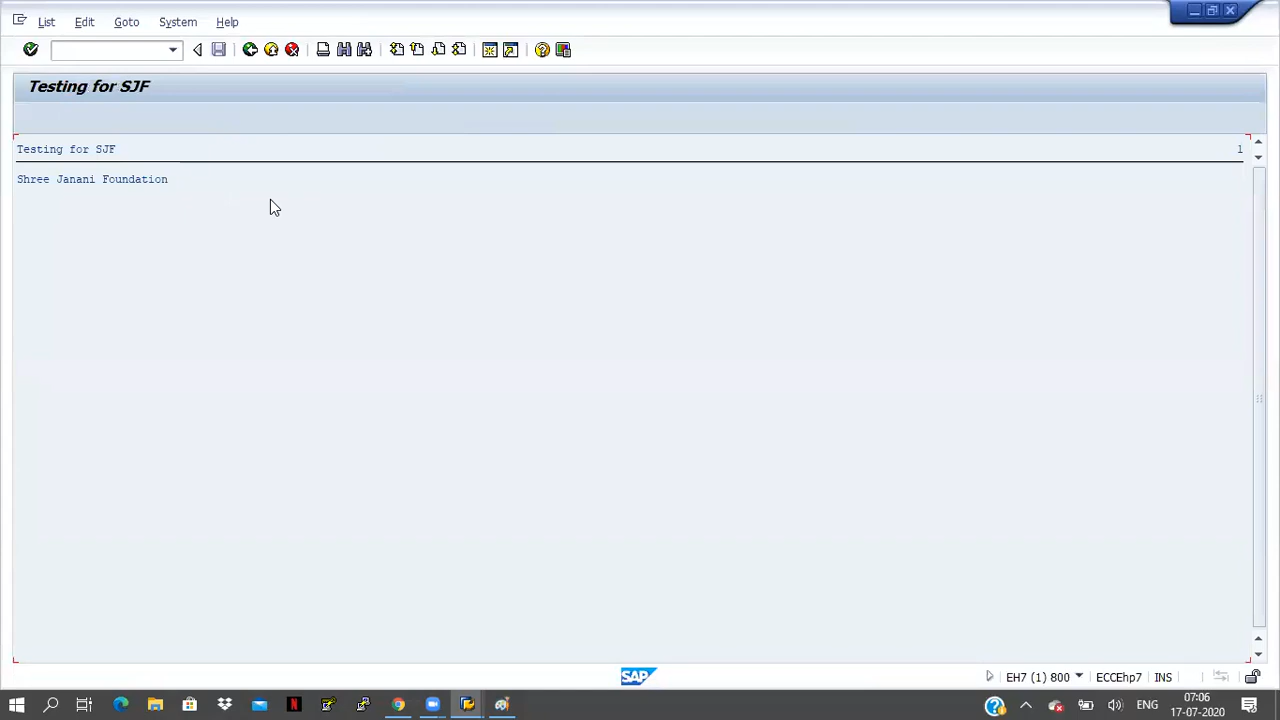 List Edit Goto System Help
Testing for SJF
Testing for SJF 1
Shree Janani Foundation
SAP
EH7 (1) 800 ECCEhp7 INS
ENG 07:06
17-07-2020